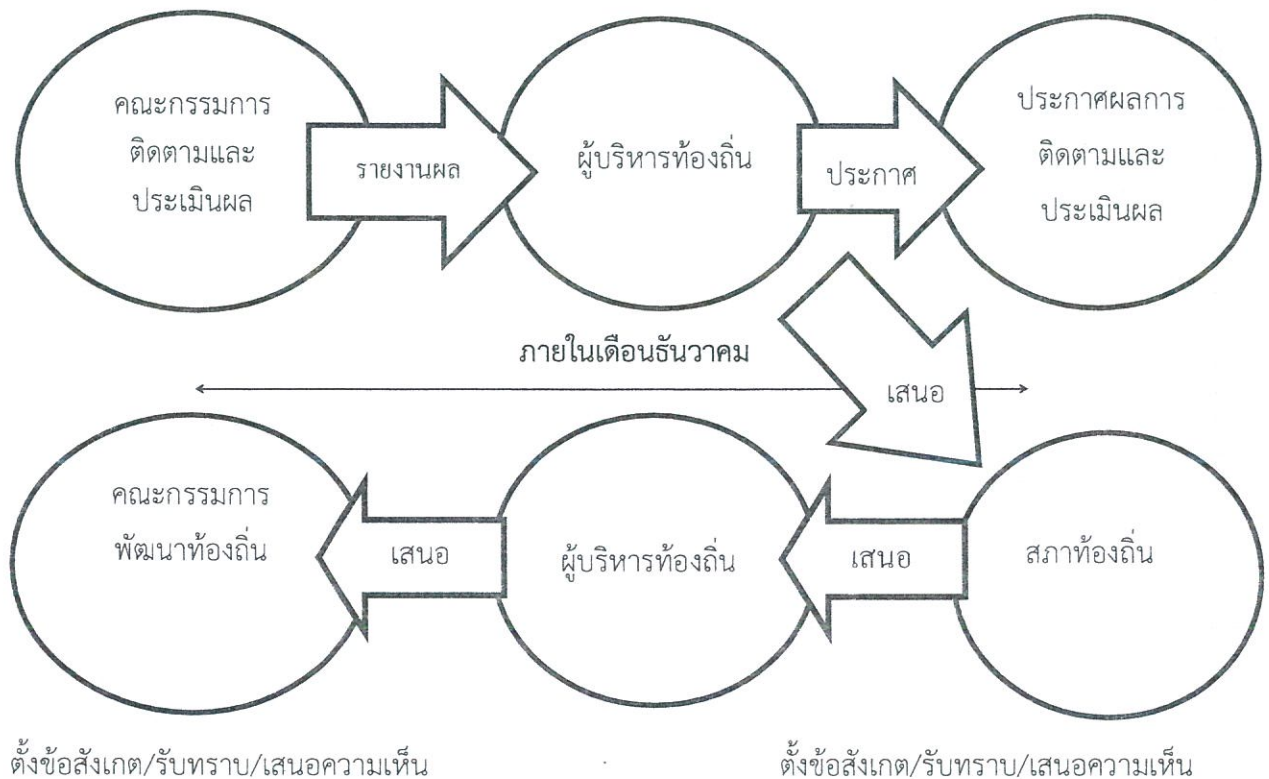 คณะกรรมการ
ติดตามและ
ประเมินผล
รายงานผล
ผู้บริหารท้องถิ่น
ประกาศ
ประกาศผลการ
ติดตามและ
ประเมินผล
ภายในเดือนธันวาคม
เสนอ
คณะกรรมการ
พัฒนาท้องถิ่น
เสนอ
ผู้บริหารท้องถิ่น
เสนอ
สภาท้องถิ่น
ตั้งข้อสังเกต/รับทราบ/เสนอความเห็น
ตั้งข้อสังเกต/รับทราบ/เสนอความเห็น